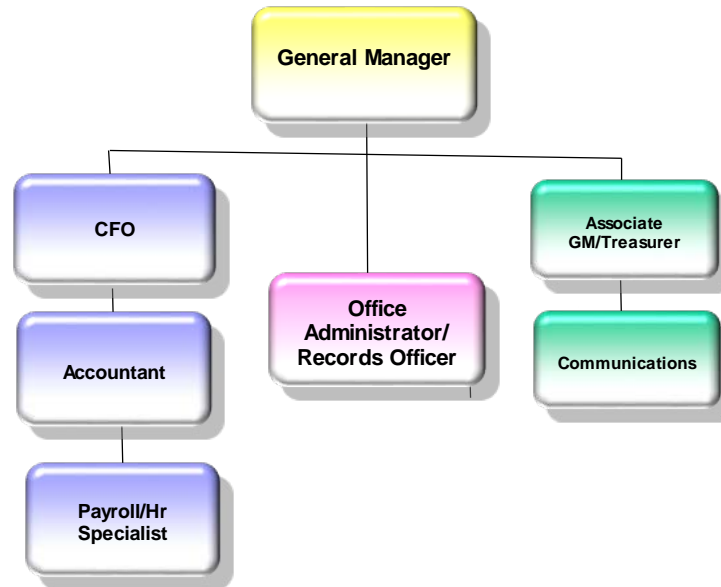 General Manager
CFO
Associate
GM/Treasurer
Office
Administrator/
Records Officer
Accountant
Communications
Payroll/Hr
Specialist